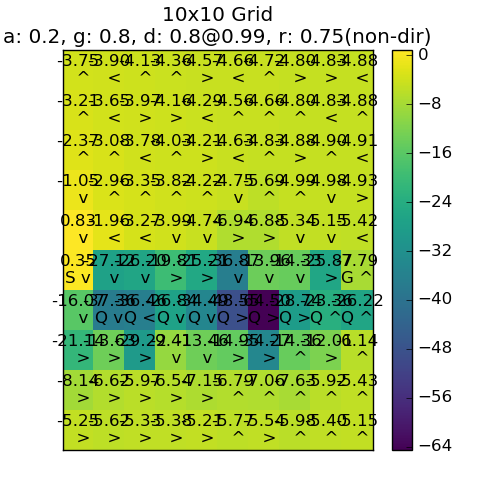 10x10 Grid
a: 0.2, g: 0.8, d: 0.8@0.99, r: 0.75(non-dir)
-3.75 -3.90 -4.13 -4.36 -4.57 -4.66 -4.72 -4.80 -4.83 -4.88
^ < ^ ^ > < ^ > > <
-3.21 -3.65 -3.97 -4.16 -4.29 -4.56 -4.66 -4.80 -4.83 -4.88
^ < > < < ^ ^ ^ < ^
-2.37 -3.08 -3.78 -4.03 -4.21 -4.63 -4.83 -4.88 -4.90 -4.91
^ ^ < ^ > < ^ < ^ >
-1.05 -2.96 -3.35 -3.82 -4.22 -4.75 -5.69 -4.99 -4.98 -4.93
v ^ ^ ^ ^ v ^ ^ v >
0.83 -1.96 -3.27 -3.99 -4.74 -6.94 -6.88 -5.34 -5.15 -5.42
v < < v v > > v v <
S v v v > > v v v > G ^
v Q v Q < Q v Q v Q > Q > Q > Q ^ Q ^
> > > v v > > ^ > ^
-8.14 -6.62 -5.97 -6.54 -7.15 -6.79 -7.06 -7.63 -5.92 -5.43
> > > > > ^ ^ ^ ^ ^
-5.25 -5.62 -5.33 -5.38 -5.21 -5.77 -5.54 -5.98 -5.40 -5.15
> > > > > ^ > ^ ^ ^
0
−8
−16
−24
−32
−40
−48
−56
−64